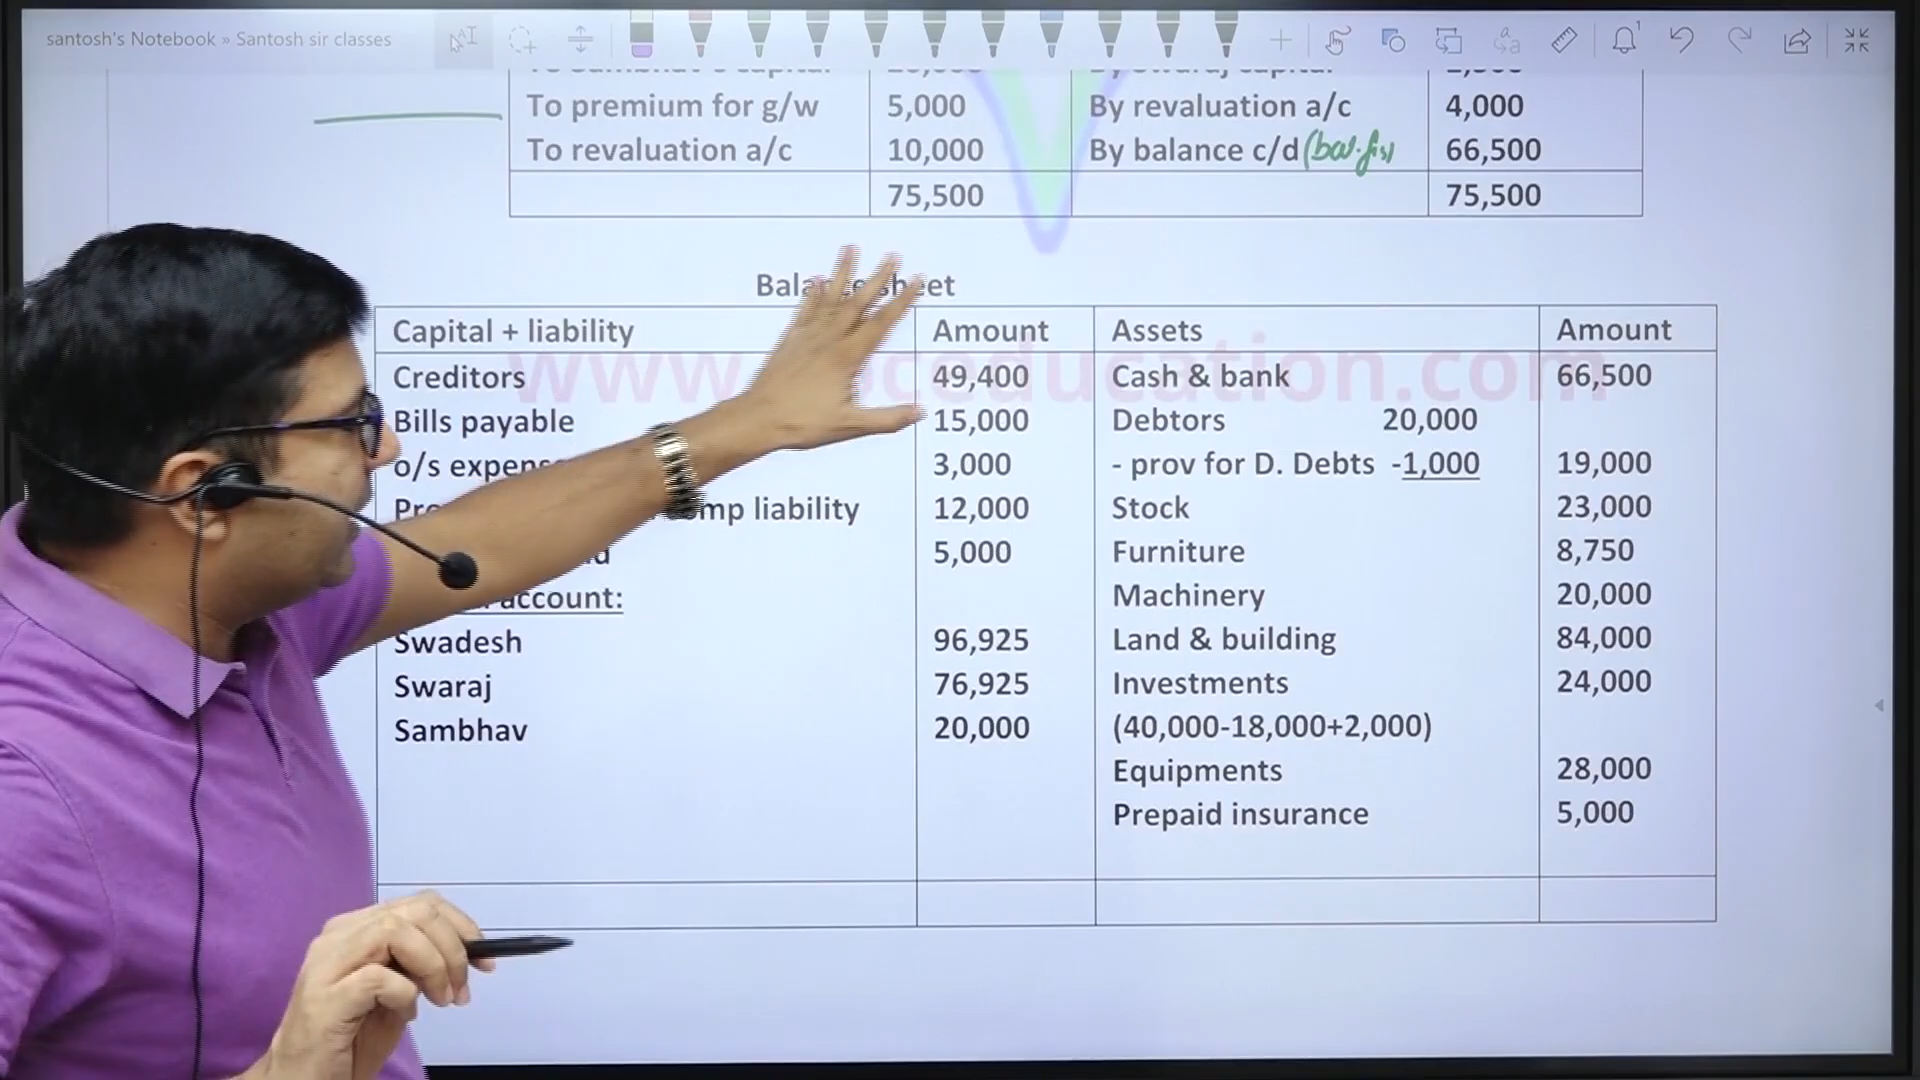 santosh's Notebook » Santosh sir classes
To premium for g/w 5,000 By revaluation a/c 4,000
To revaluation a/c 10,000 By balance c/d (bal.fig 66,500
75,500 75,500
Balance sheet
Capital + liability Amount Assets Amount
Creditors 49,400 Cash & bank 66,500
Bills payable 15,000 Debtors 20,000
o/s 3,000 - prov for D. Debts -1,000 19,000
liability 12,000 Stock 23,000
5,000 Furniture 8,750
account: Machinery 20,000
Swadesh 96,925 Land & building 84,000
Swaraj 76,925 Investments 24,000
Sambhav 20,000 (40,000-18,000+2,000)
Equipments 28,000
Prepaid insurance 5,000